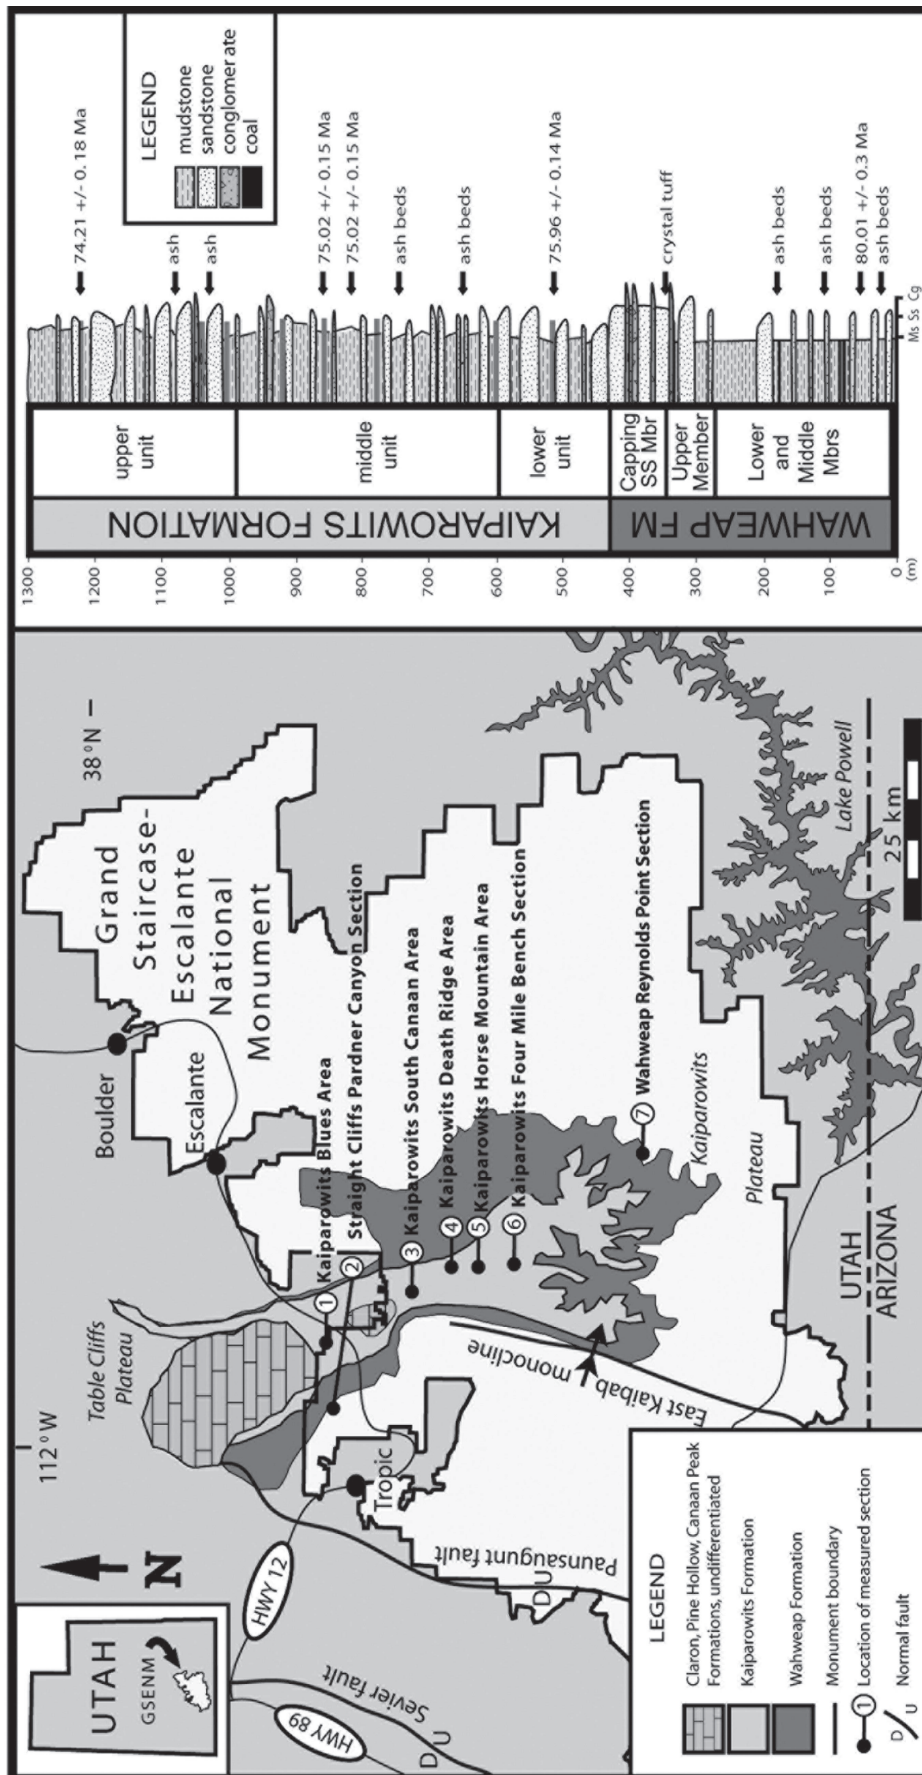 UTAH
GSENM
HWY 89
HWY 12
Sevier fault
D
U
Paunsaugunt fault
D
U
N
112°W
38°N
Table Cliffs
Plateau
Tropic
Boulder
Escalante
Grand
Staircase-
Escalante
National
Monument
1 Kaiparowits Blues Area
2 Straight Cliffs Pardner Canyon Section
3 Kaiparowits South Canaan Area
4 Kaiparowits Death Ridge Area
5 Kaiparowits Horse Mountain Area
6 Kaiparowits Four Mile Bench Section
7 Wahweap Reynolds Point Section
East Kaibab
monocline
Kaiparowits
Plateau
Lake Powell
UTAH
ARIZONA
25 km
LEGEND
Claron, Pine Hollow, Canaan Peak
Formations, undifferentiated
Kaiparowits Formation
Wahweap Formation
Monument boundary
1 Location of measured section
D
U
Normal fault
1300
1200
1100
1000
900
800
700
600
500
400
300
200
100
0
(m)
KAIPAROWITS FORMATION
WAHWEAP FM
upper
unit
middle
unit
lower
unit
Capping
SS Mbr
Upper
Member
Lower
and
Middle
Mbrs
Ms Ss Cg
74.21 +/- 0.18 Ma
ash
ash
75.02 +/- 0.15 Ma
75.02 +/- 0.15 Ma
ash beds
ash beds
75.96 +/- 0.14 Ma
crystal tuff
ash beds
ash beds
80.01 +/- 0.3 Ma
ash beds
LEGEND
mudstone
sandstone
conglomer ate
coal